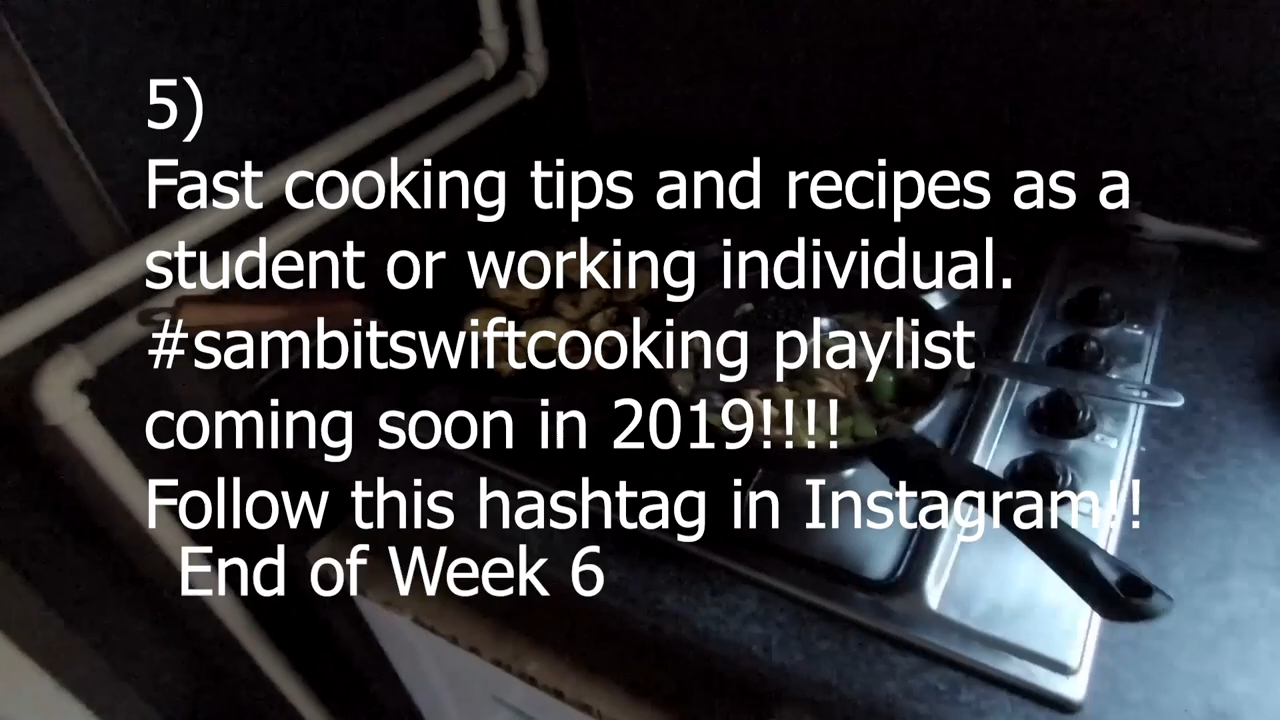 5)
Fast cooking tips and recipes as a
student or working individual.
#sambitswiftcooking playlist
coming soon in 2019!!!!
Follow this hashtag in Instagram!!
End of Week 6